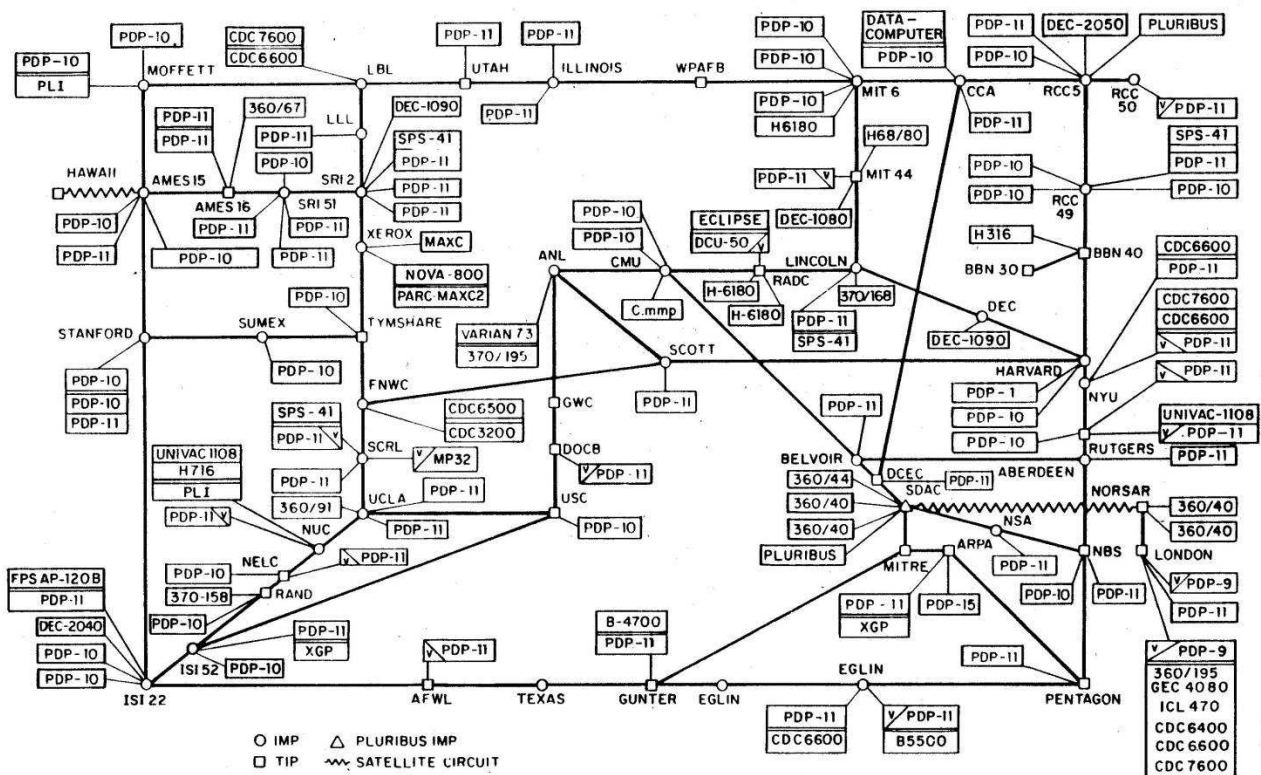 PDP-10
MOFFETT
PDP-10
PLI
CDC 7600
CDC 6600
LBL
PDP-11
UTAH
PDP-11
ILLINOIS
PDP-11
WPAFB
PDP-10
PDP-10
PDP-10
H6180
MIT 6
DATA-
COMPUTER
PDP-10
CCA
PDP-11
PDP-11
PDP-10
DEC-2050
PLURIBUS
RCC 5
RCC
50
V PDP-11
LLL
PDP-11
PDP-11
PDP-11
360/67
PDP-10
DEC-1090
SPS-41
PDP-11
PDP-11
PDP-11
HAWAII
AMES 15
AMES 16
SRI 51
SRI 2
PDP-10
PDP-11
PDP-10
PDP-11
PDP-11
PDP-11
XEROX
MAXC
NOVA-800
PARC-MAXC2
H68/80
PDP-11 V
MIT 44
DEC-1080
PDP-10
PDP-10
SPS-41
PDP-11
PDP-10
RCC
49
H316
BBN 30
BBN 40
PDP-10
PDP-10
ECLIPSE
DCU-50 V
ANL
CMU
RADC
LINCOLN
C.mmp
H-6180
H-6180
370/168
PDP-11
SPS-41
DEC
DEC-1090
CDC6600
PDP-11
CDC7600
CDC6600
V PDP-11
V PDP-11
STANFORD
SUMEX
PDP-10
TYMSHARE
PDP-10
PDP-10
PDP-10
PDP-11
VARIAN 73
370/195
SCOTT
PDP-11
HARVARD
PDP-1
PDP-10
PDP-10
NYU
FNWC
CDC6500
CDC3200
GWC
SPS-41
PDP-11 V
SCRL
V MP32
PDP-11
DOCB
V PDP-11
PDP-11
BELVOIR
UNIVAC-1108
V PDP-11
RUTGERS
PDP-11
ABERDEEN
UNIVAC 1108
H716
PLI
PDP-11 V
360/91
UCLA
PDP-11
PDP-11
USC
PDP-10
DCEC
PDP-11
SDAC
360/44
360/40
360/40
PLURIBUS
NORSAR
360/40
360/40
NUC
NSA
PDP-11
NELC
V PDP-11
PDP-10
MITRE
ARPA
NBS
PDP-10
PDP-11
LONDON
V PDP-9
PDP-11
RAND
370-158
PDP-10
FPS AP-120B
PDP-11
DEC-2040
PDP-10
PDP-10
PDP-11
XGP
PDP-15
ISI 52
PDP-11
XGP
PDP-10
V PDP-11
B-4700
PDP-11
ISI 22
AFWL
TEXAS
GUNTER
EGLIN
EGLIN
PDP-11
PENTAGON
PDP-11
CDC6600
V PDP-11
B5500
V PDP-9
360/195
GEC 4080
ICL 470
CDC6400
CDC6600
CDC 7600
IMP
PLURIBUS IMP
TIP
SATELLITE CIRCUIT